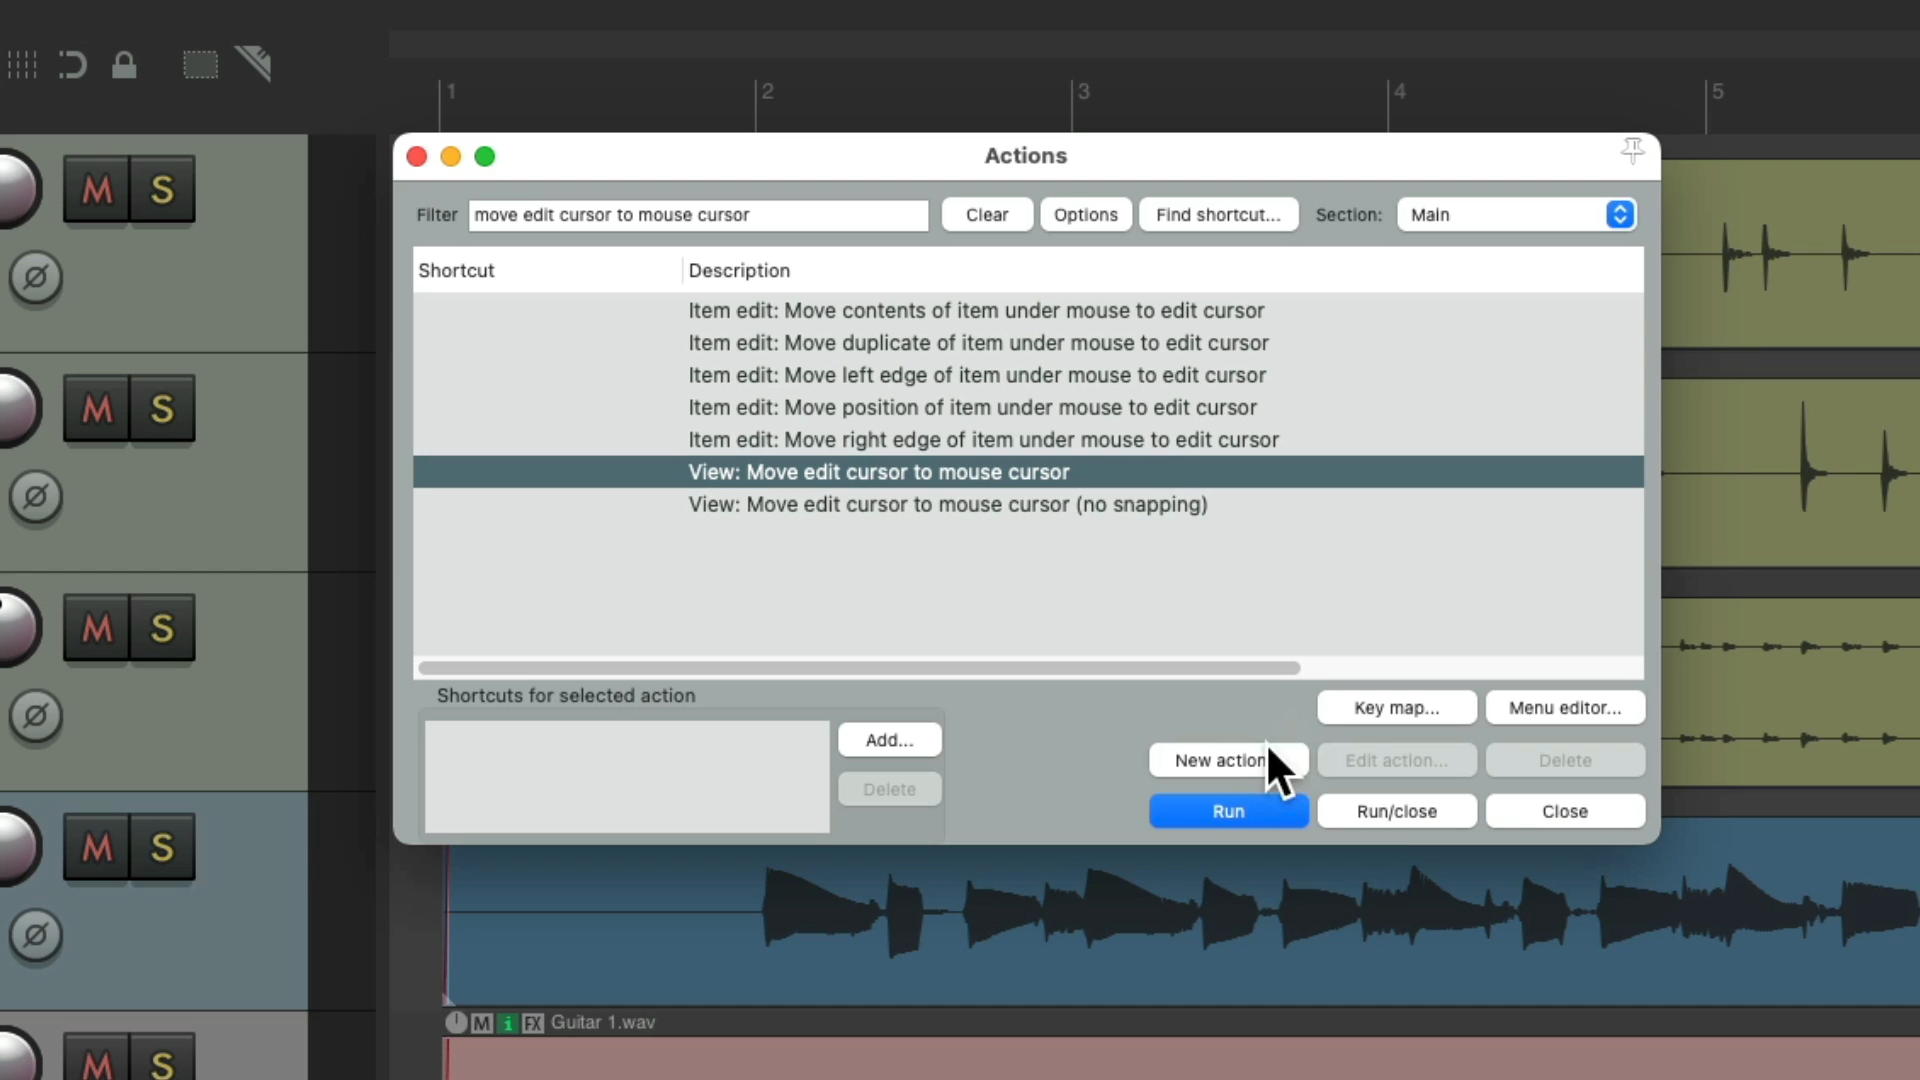 1 2 3 4 5
Actions
Filter move edit cursor to mouse cursor Clear Options Find shortcut... Section: Main
Shortcut Description
Item edit: Move contents of item under mouse to edit cursor
Item edit: Move duplicate of item under mouse to edit cursor
Item edit: Move left edge of item under mouse to edit cursor
Item edit: Move position of item under mouse to edit cursor
Item edit: Move right edge of item under mouse to edit cursor
View: Move edit cursor to mouse cursor
View: Move edit cursor to mouse cursor (no snapping)
Shortcuts for selected action
Add...
Delete
Key map... Menu editor...
New action Edit action... Delete
Run Run/close Close
M S
M S
M S
M S
M i FX Guitar 1.wav
M S